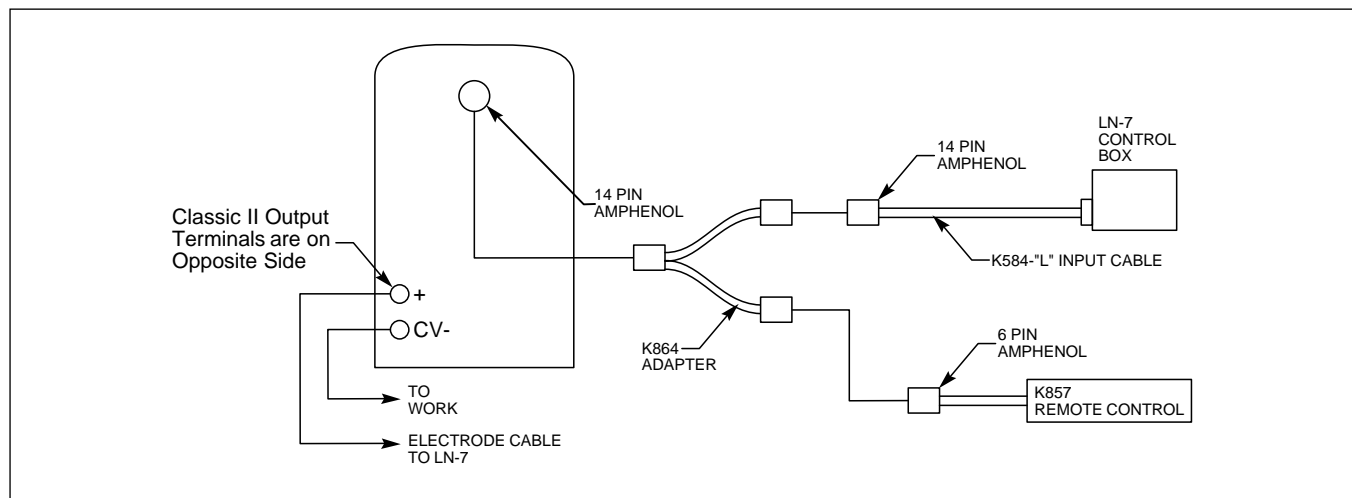 Classic II Output
Terminals are on
Opposite Side
+
CV-
TO
WORK
ELECTRODE CABLE
TO LN-7
14 PIN
AMPHENOL
K864
ADAPTER
14 PIN
AMPHENOL
LN-7
CONTROL
BOX
K584-"L" INPUT CABLE
6 PIN
AMPHENOL
K857
REMOTE CONTROL